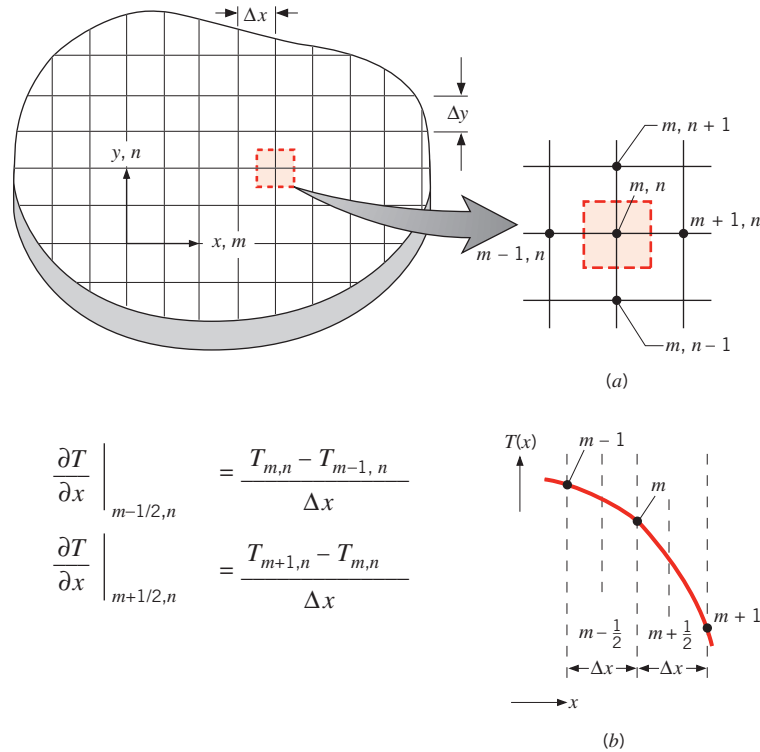 Δx
Δy
y, n
x, m
m, n + 1
m, n
m + 1, n
m − 1, n
m, n − 1
(a)
∂T/∂x |m−1/2,n = (Tm,n − Tm−1, n)/Δx
∂T/∂x |m+1/2,n = (Tm+1,n − Tm,n)/Δx
T(x)
m − 1
m
m + 1
m − 1/2
m + 1/2
Δx
Δx
x
(b)